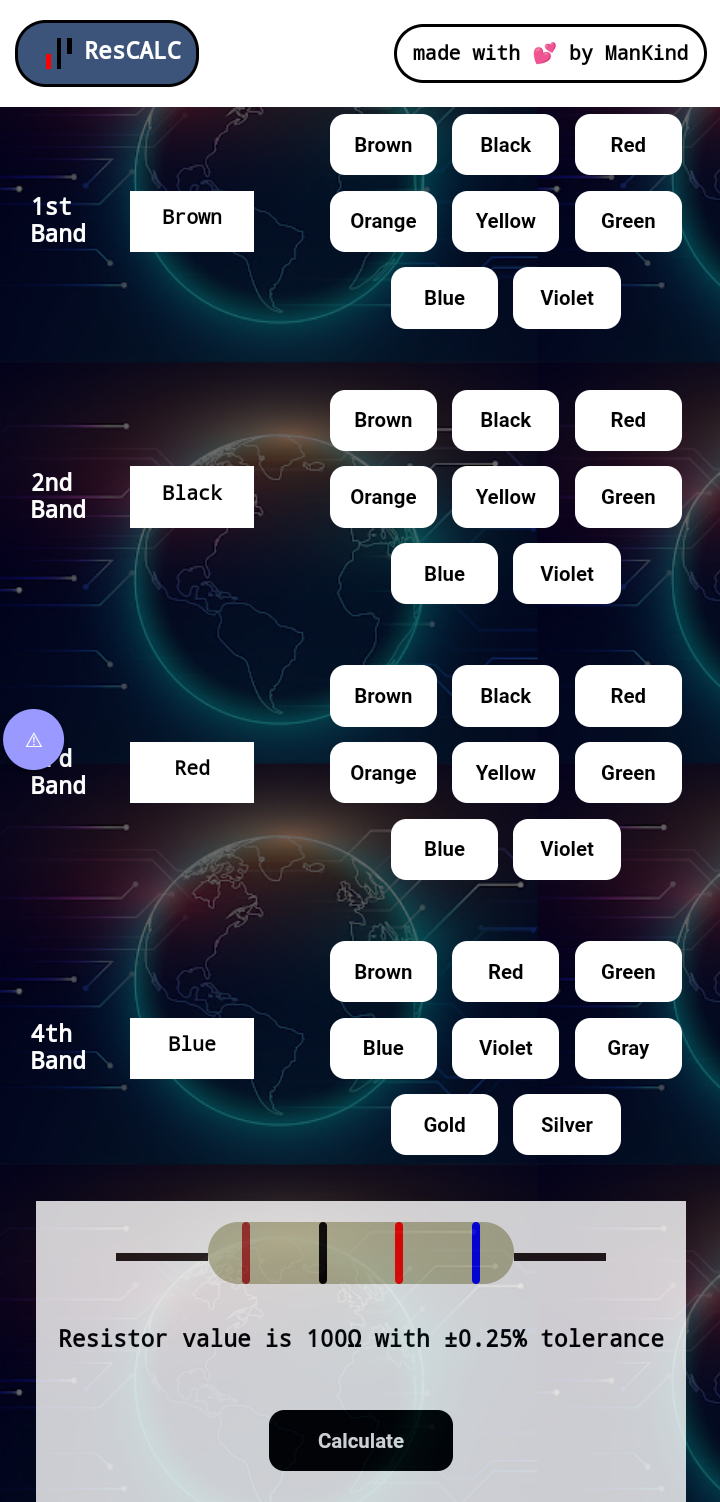 ResCALC
made with 💕 by ManKind
Brown Black Red
1st
Band
Brown
Orange Yellow Green
Blue Violet
Brown Black Red
2nd
Band
Black
Orange Yellow Green
Blue Violet
Brown Black Red
⚠
Band
Red
Orange Yellow Green
Blue Violet
Brown Red Green
4th
Band
Blue
Blue Violet Gray
Gold Silver
Resistor value is 100Ω with ±0.25% tolerance
Calculate